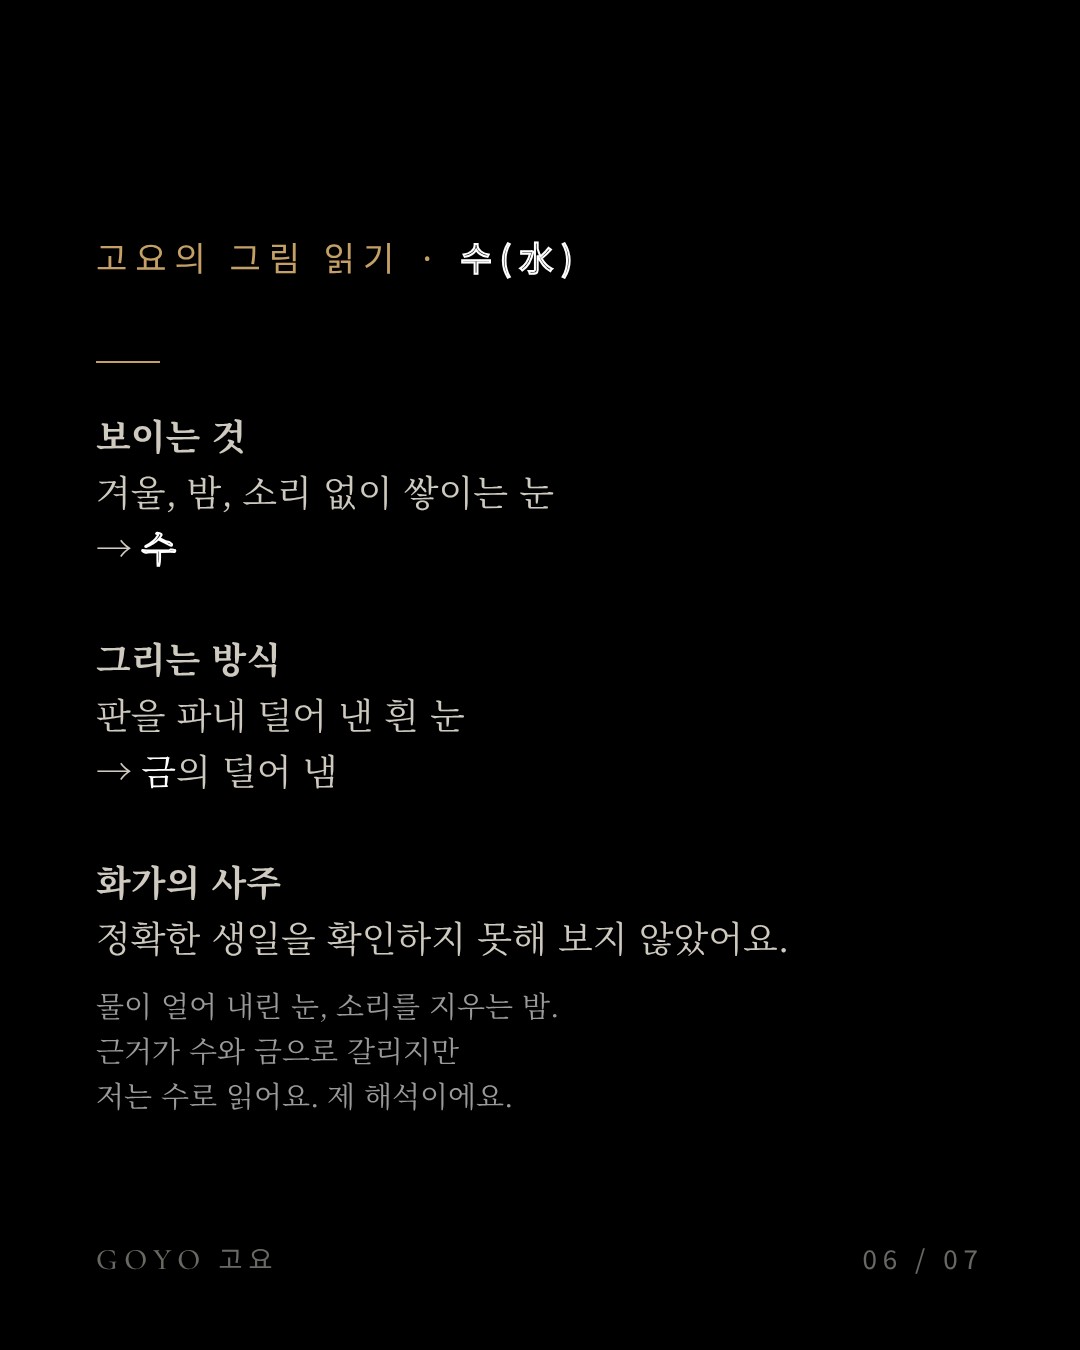 고요의 그림 읽기 · 수(水)
보이는 것
겨울, 밤, 소리 없이 쌓이는 눈
→ 수
그리는 방식
판을 파내 덜어 낸 흰 눈
→ 금의 덜어 냄
화가의 사주
정확한 생일을 확인하지 못해 보지 않았어요.
물이 얼어 내린 눈, 소리를 지우는 밤.
근거가 수와 금으로 갈리지만
저는 수로 읽어요. 제 해석이에요.
GOYO 고요
06 / 07